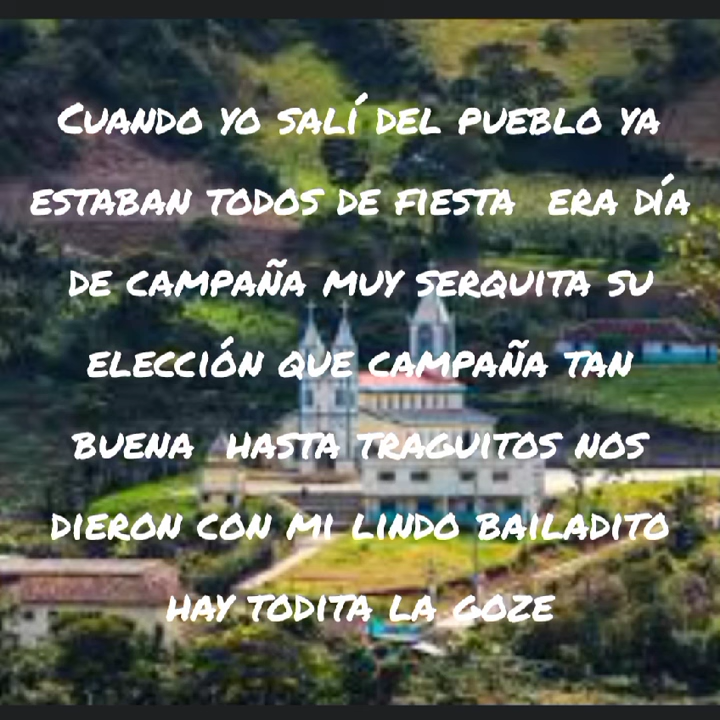 Cuando yo salí del pueblo ya
estaban todos de fiesta era día
de campaña muy serquita su
elección que campaña tan
buena hasta traguitos nos
dieron con mi lindo bailadito
hay todita la goze